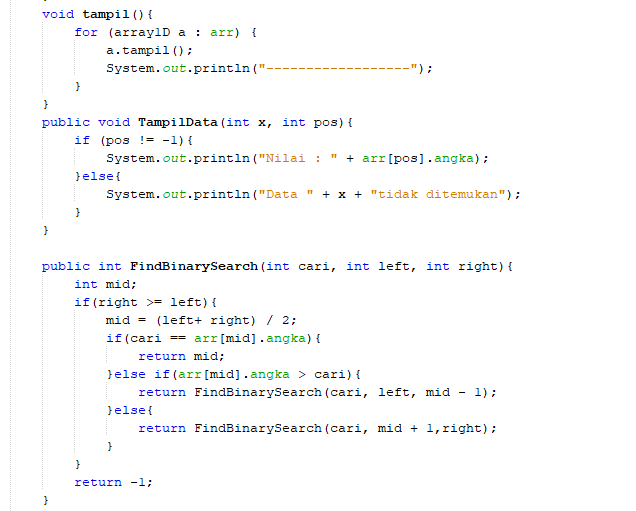 void tampil(){
for (array1D a : arr) {
a.tampil();
System.out.println("------------------");
}
}
public void TampilData(int x, int pos){
if (pos != -1){
System.out.println("Nilai : " + arr[pos].angka);
}else{
System.out.println("Data " + x + "tidak ditemukan");
}
}
public int FindBinarySearch(int cari, int left, int right){
int mid;
if(right >= left){
mid = (left+ right) / 2;
if(cari == arr[mid].angka){
return mid;
}else if(arr[mid].angka > cari){
return FindBinarySearch(cari, left, mid - 1);
}else{
return FindBinarySearch(cari, mid + 1,right);
}
}
return -1;
}